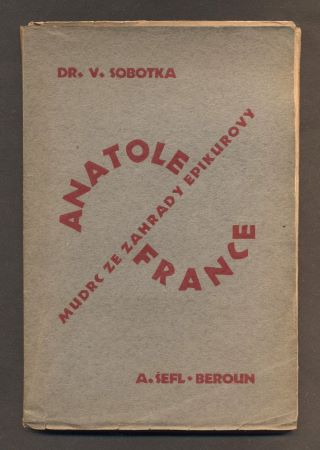 DR. V. SOBOTKA
ANATOLE
MUDRC ZE ZAHRADY EPIKUROVY
FRANCE
A. ŠEFL • BEROUN